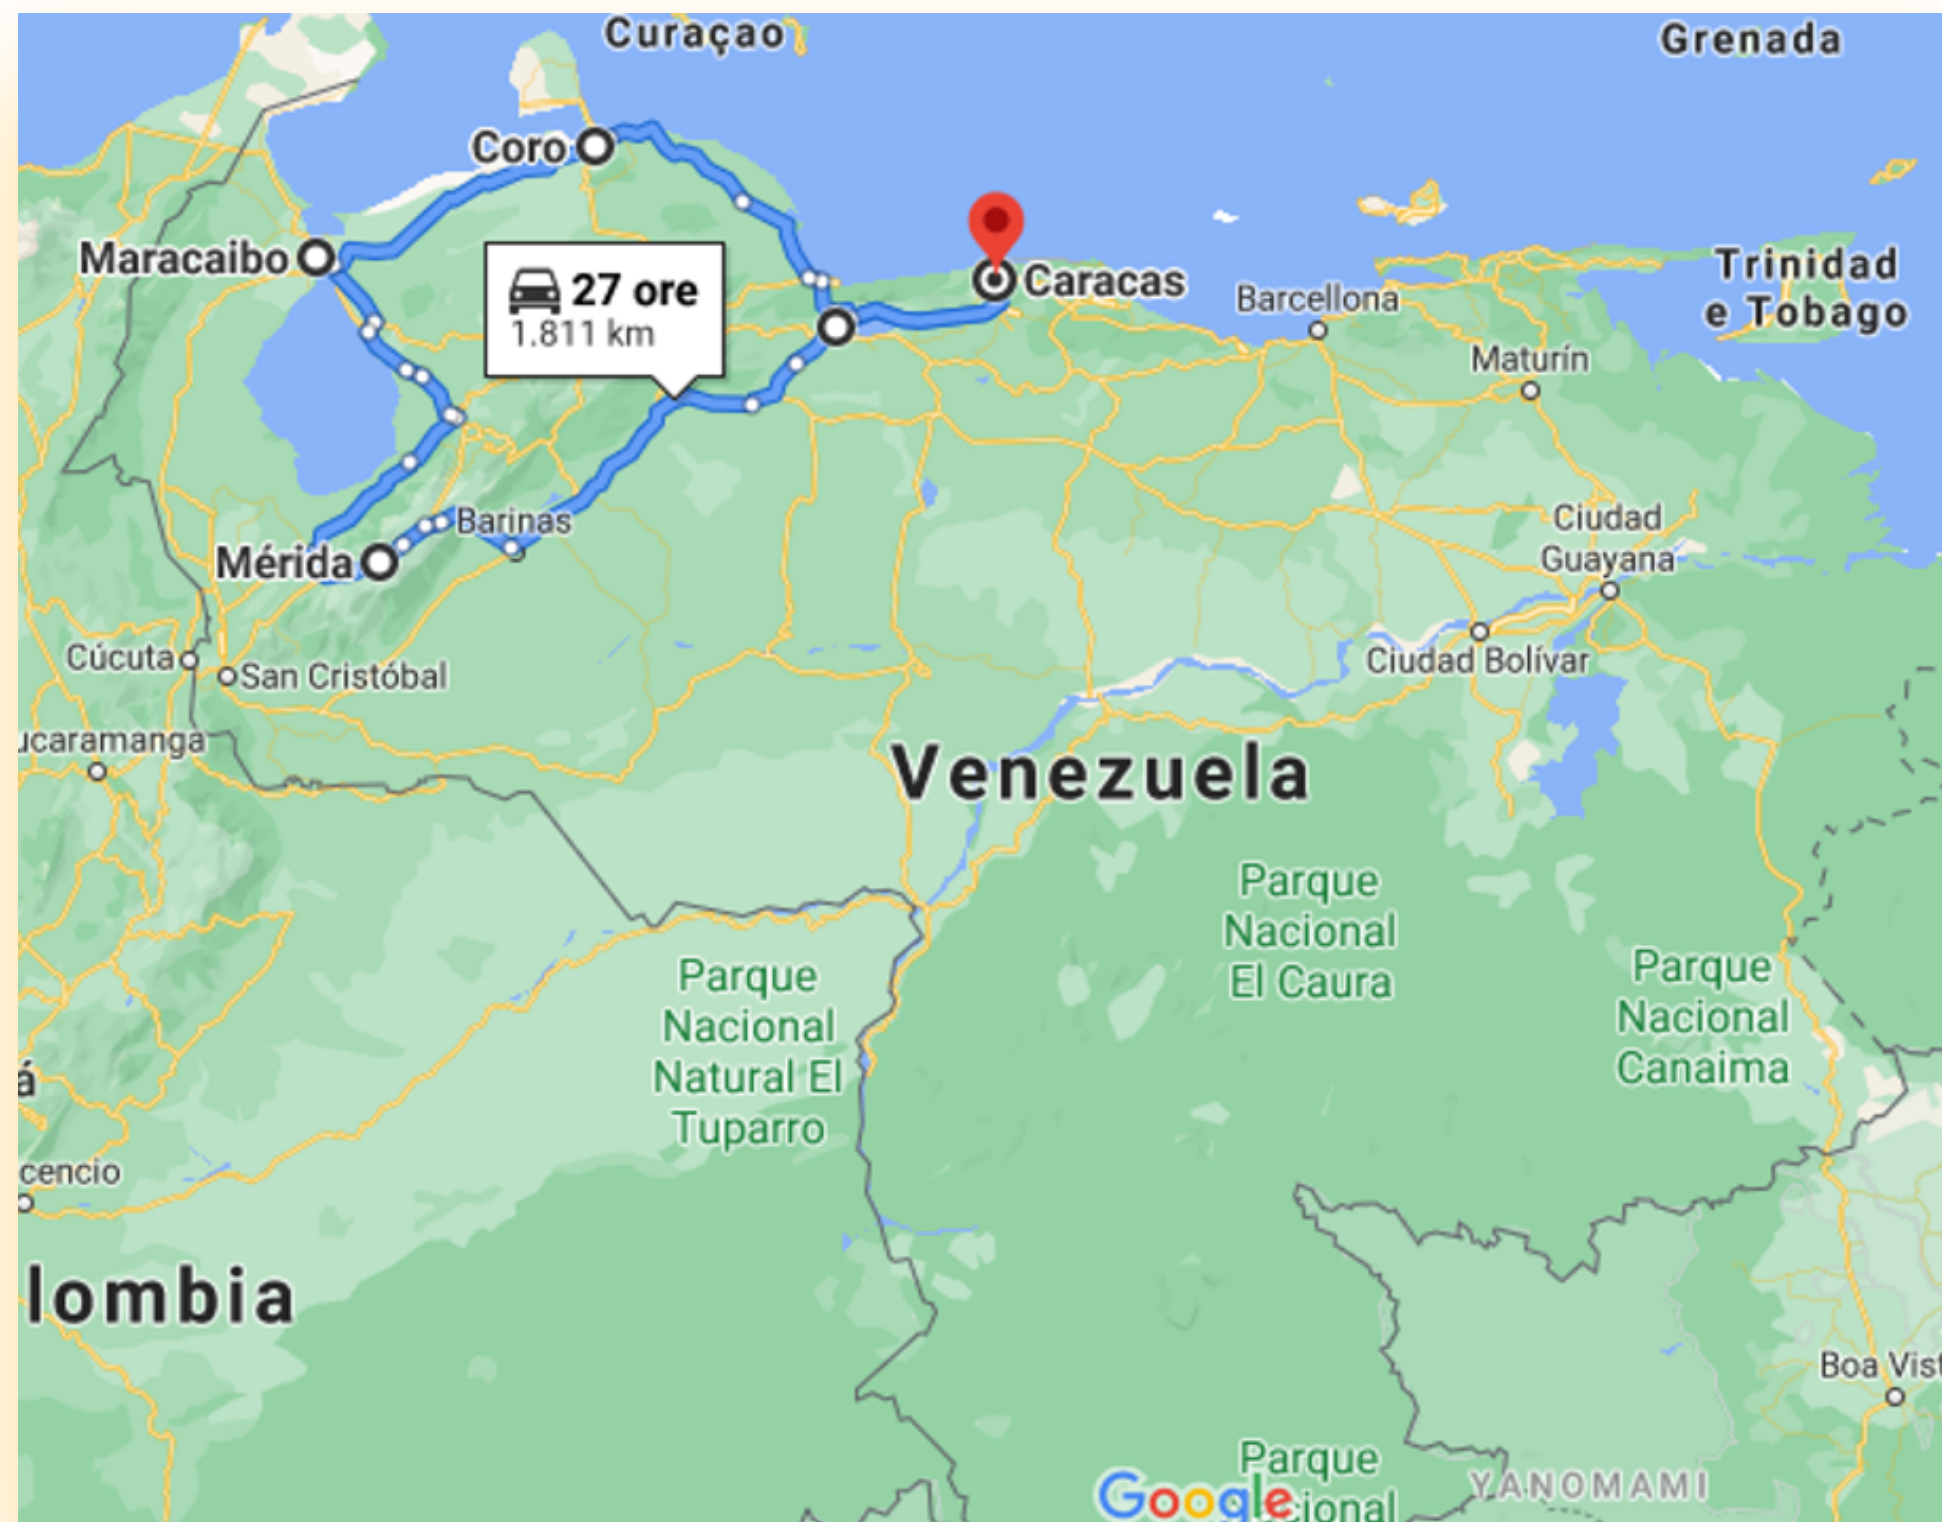 Curaçao
Grenada
Coro
Maracaibo
Caracas
Trinidad
e Tobago
27 ore
1.811 km
Barcellona
Maturín
Barinas
Ciudad
Guayana
Mérida
Cúcuta
San Cristóbal
Ciudad Bolívar
ucaramanga
Venezuela
Parque
Nacional
El Caura
Parque
Nacional
Canaima
Parque
Nacional
Natural El
Tuparro
á
cencio
lombia
Boa Vist
Parque
cional
YANOMAMI
Google